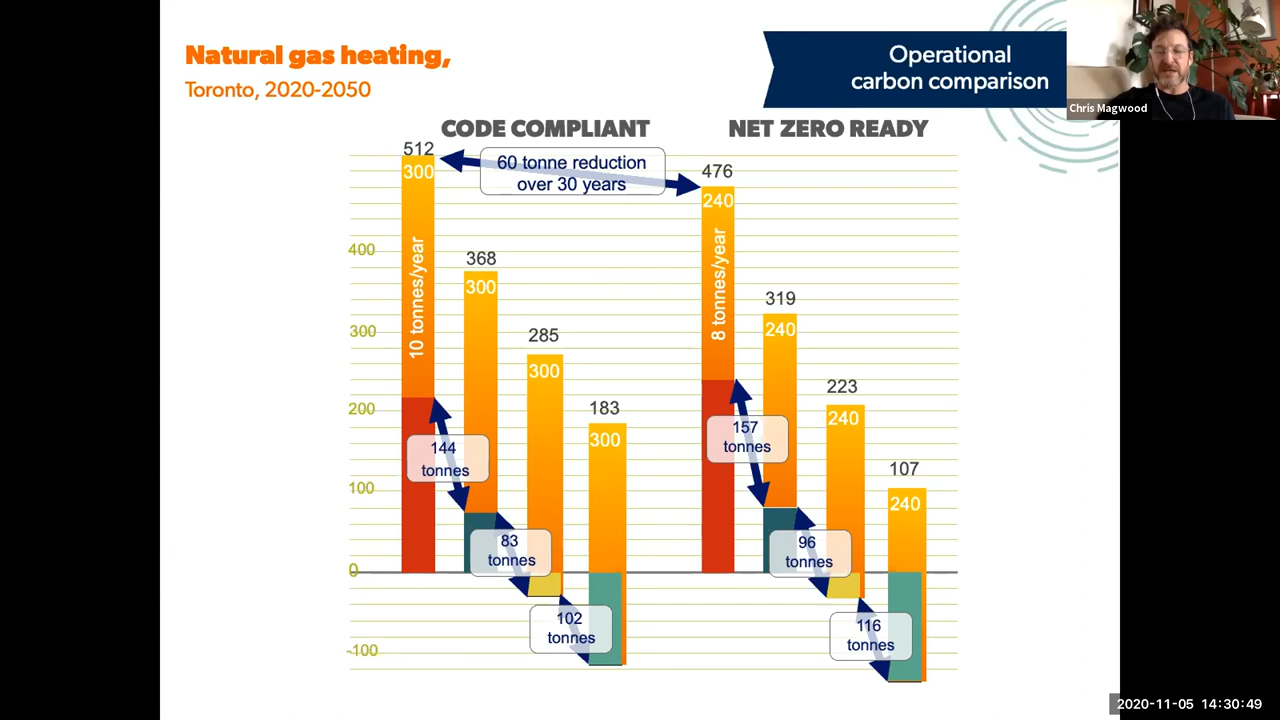 Natural gas heating,
Toronto, 2020-2050
Operational
carbon comparison
Chris Magwood
CODE COMPLIANT
NET ZERO READY
512
300
60 tonne reduction
over 30 years
476
240
10 tonnes/year
8 tonnes/year
368
300
285
300
183
300
319
240
223
240
107
240
400
300
200
100
0
-100
144
tonnes
83
tonnes
102
tonnes
157
tonnes
96
tonnes
116
tonnes
2020-11-05 14:30:49